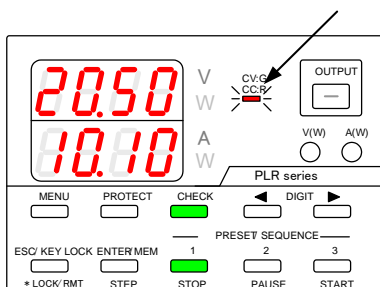 20.50 V
W
CV:G
CC:R
OUTPUT
10.10 A
W
V(W) A(W)
PLR series
MENU PROTECT CHECK DIGIT
PRESET/ SEQUENCE
ESC/ KEY LOCK ENTER/MEM 1 2 3
* LOCK/ RMT STEP STOP PAUSE START